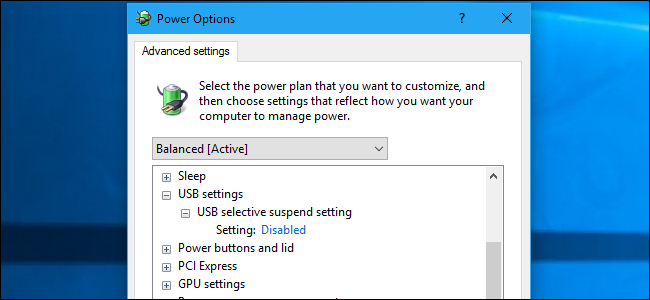 Power Options
Advanced settings
Select the power plan that you want to customize, and
then choose settings that reflect how you want your
computer to manage power.
Balanced [Active]
Sleep
USB settings
USB selective suspend setting
Setting: Disabled
Power buttons and lid
PCI Express
GPU settings